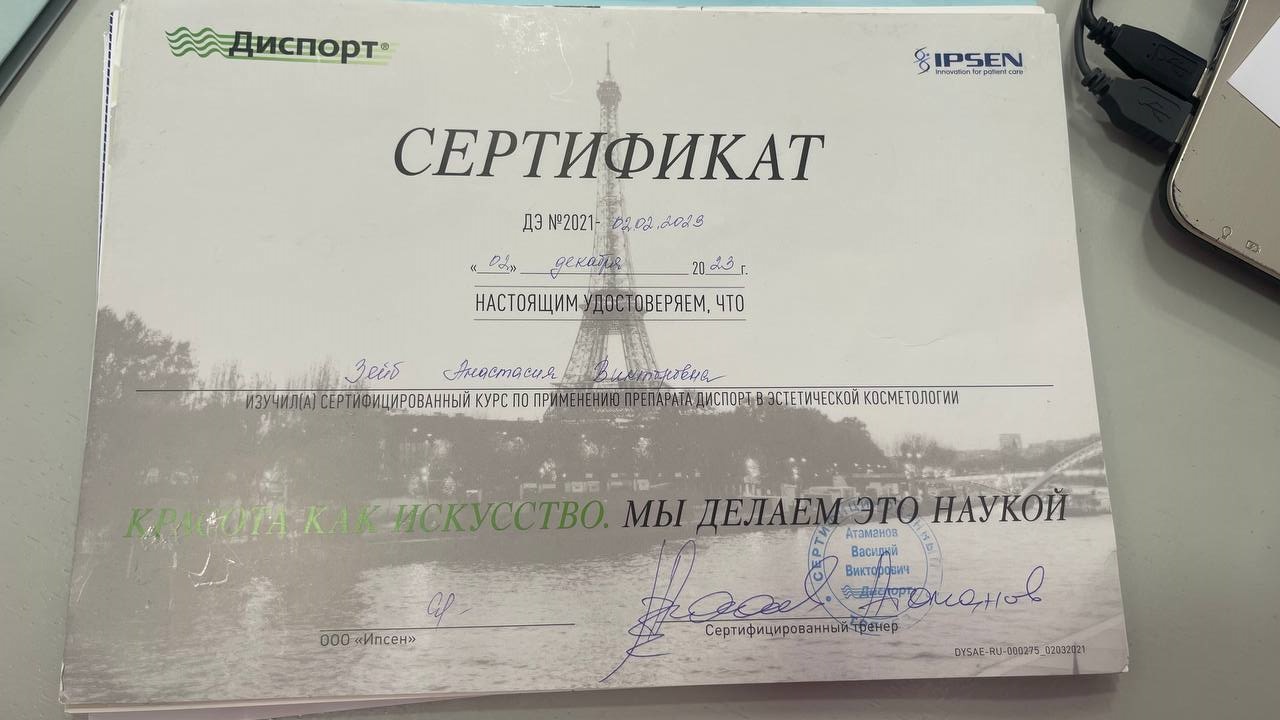 Диспорт®
IPSEN
Innovation for patient care
СЕРТИФИКАТ
ДЭ №2021- 02.02.2023
«02» декабря 2023 г.
НАСТОЯЩИМ УДОСТОВЕРЯЕМ, ЧТО
Зейб Анастасия Викторовна
ИЗУЧИЛ(А) СЕРТИФИЦИРОВАННЫЙ КУРС ПО ПРИМЕНЕНИЮ ПРЕПАРАТА ДИСПОРТ В ЭСТЕТИЧЕСКОЙ КОСМЕТОЛОГИИ
КРАСОТА КАК ИСКУССТВО. МЫ ДЕЛАЕМ ЭТО НАУКОЙ
Атаманов
Василий
Викторович
Диспорт
Атаманов
ООО «Ипсен»
Сертифицированный тренер
DYSAE-RU-000275_02032021